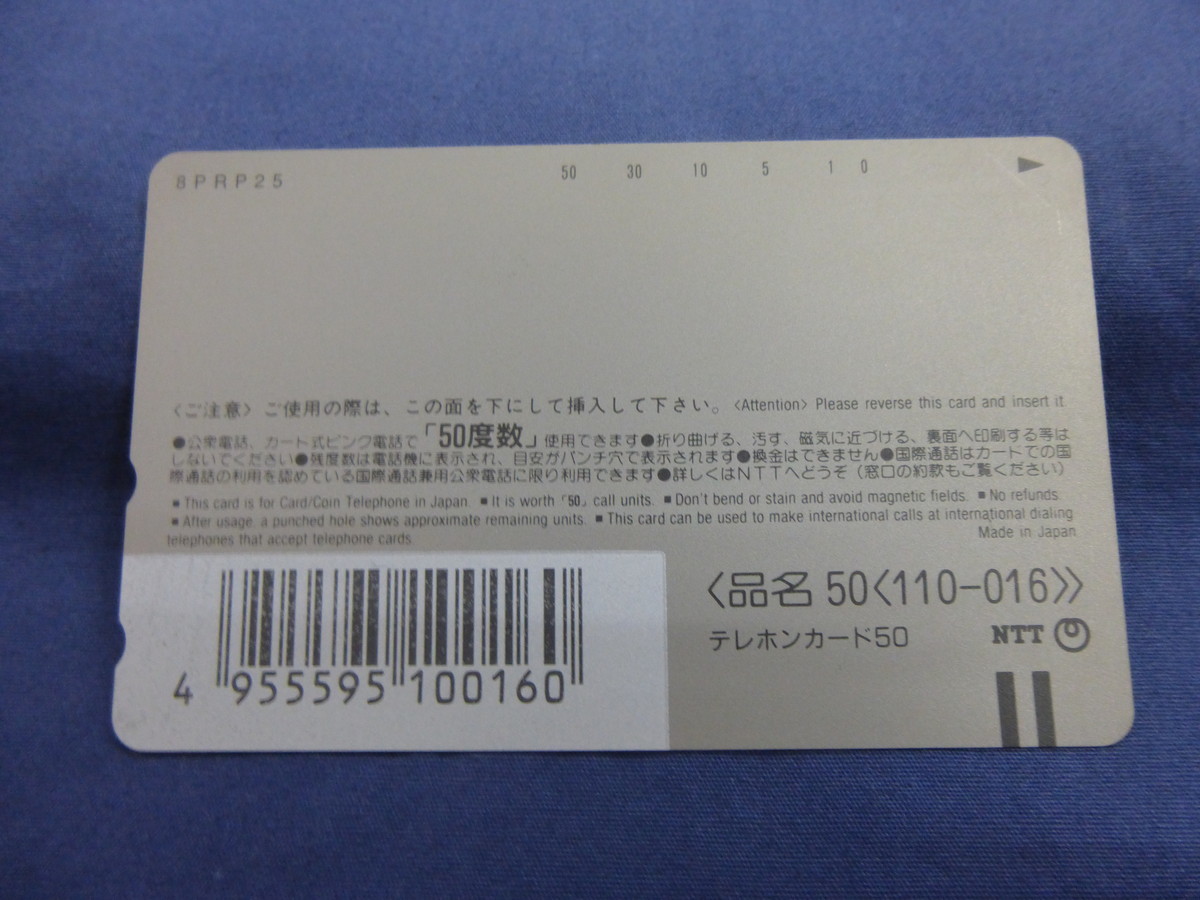 8PRP25 50 30 10 5 1 0
〈ご注意〉ご使用の際は、この面を下にして挿入して下さい。〈Attention〉Please reverse this card and insert it
●公衆電話、カード式ピンク電話で「50度数」使用できます●折り曲げる、汚す、磁気に近づける、裏面へ印刷する等は
しないでください●残度数は電話機に表示され、目安がパンチ穴で表示されます●換金はできません●国際通話はカードでの国
際通話の利用を認めている国際通話兼用公衆電話に限り利用できます●詳しくはNTTへどうぞ（窓口の約款もご覧ください）
■ This card is for Card/Coin Telephone in Japan. ■ It is worth「50」call units. ■ Don't bend or stain and avoid magnetic fields. ■ No refunds.
■ After usage, a punched hole shows approximate remaining units. ■ This card can be used to make international calls at international dialing
telephones that accept telephone cards. Made in Japan
〈品名 50〈110-016〉〉
テレホンカード50 NTT
4 955595 100160